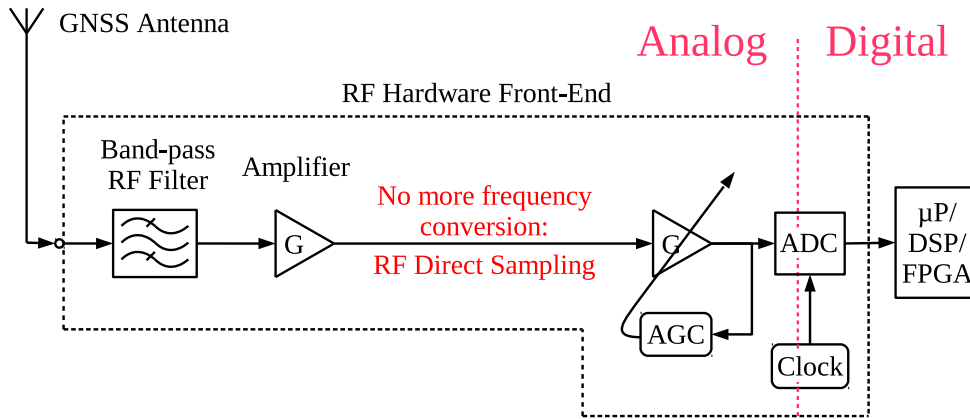 GNSS Antenna
Analog
Digital
RF Hardware Front-End
Band-pass
RF Filter
Amplifier
No more frequency
conversion:
RF Direct Sampling
G
G
ADC
µP/
DSP/
FPGA
AGC
Clock